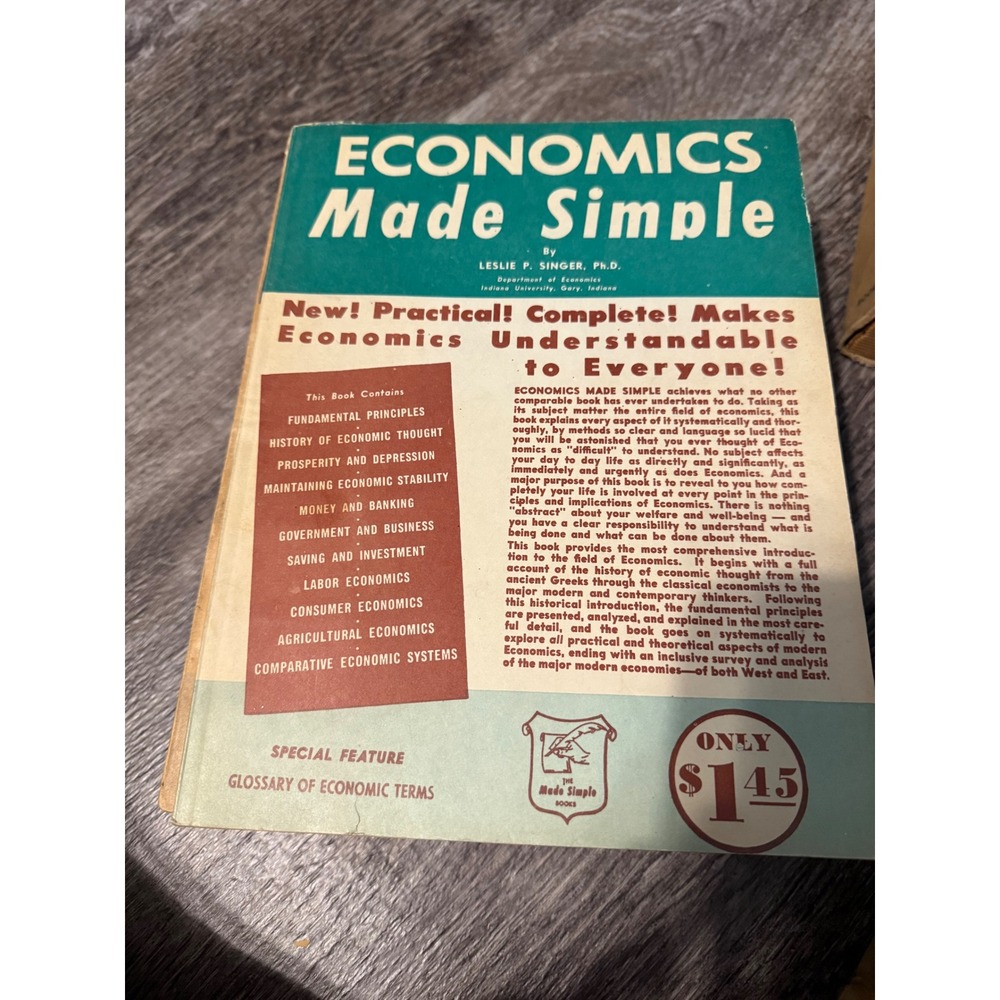 ECONOMICS
Made Simple
By
LESLIE P. SINGER, Ph.D.
Department of Economics
Indiana University, Gary, Indiana
New! Practical! Complete! Makes
Economics Understandable
to Everyone!
This Book Contains
FUNDAMENTAL PRINCIPLES
HISTORY OF ECONOMIC THOUGHT
PROSPERITY AND DEPRESSION
MAINTAINING ECONOMIC STABILITY
MONEY AND BANKING
GOVERNMENT AND BUSINESS
SAVING AND INVESTMENT
LABOR ECONOMICS
CONSUMER ECONOMICS
AGRICULTURAL ECONOMICS
COMPARATIVE ECONOMIC SYSTEMS
ECONOMICS MADE SIMPLE achieves what no other
comparable book has ever undertaken to do. Taking as
its subject matter the entire field of economics, this
book explains every aspect of it systematically and thor-
oughly, by methods so clear and language so lucid that
you will be astonished that you ever thought of Eco-
nomics as "difficult" to understand. No subject affects
your day to day life as directly and significantly, as
immediately and urgently as does Economics. And a
major purpose of this book is to reveal to you how com-
pletely your life is involved at every point in the prin-
ciples and implications of Economics. There is nothing
"abstract" about your welfare and well-being — and
you have a clear responsibility to understand what is
being done and what can be done about them.
This book provides the most comprehensive introduc-
tion to the field of Economics. It begins with a full
account of the history of economic thought from the
ancient Greeks through the classical economists to the
major modern and contemporary thinkers. Following
this historical introduction, the fundamental principles
are presented, analyzed, and explained in the most care-
ful detail, and the book goes on systematically to
explore all practical and theoretical aspects of modern
Economics, ending with an inclusive survey and analysis
of the major modern economies—of both West and East.
SPECIAL FEATURE
GLOSSARY OF ECONOMIC TERMS
THE
Made Simple
BOOKS
ONLY
$1.45